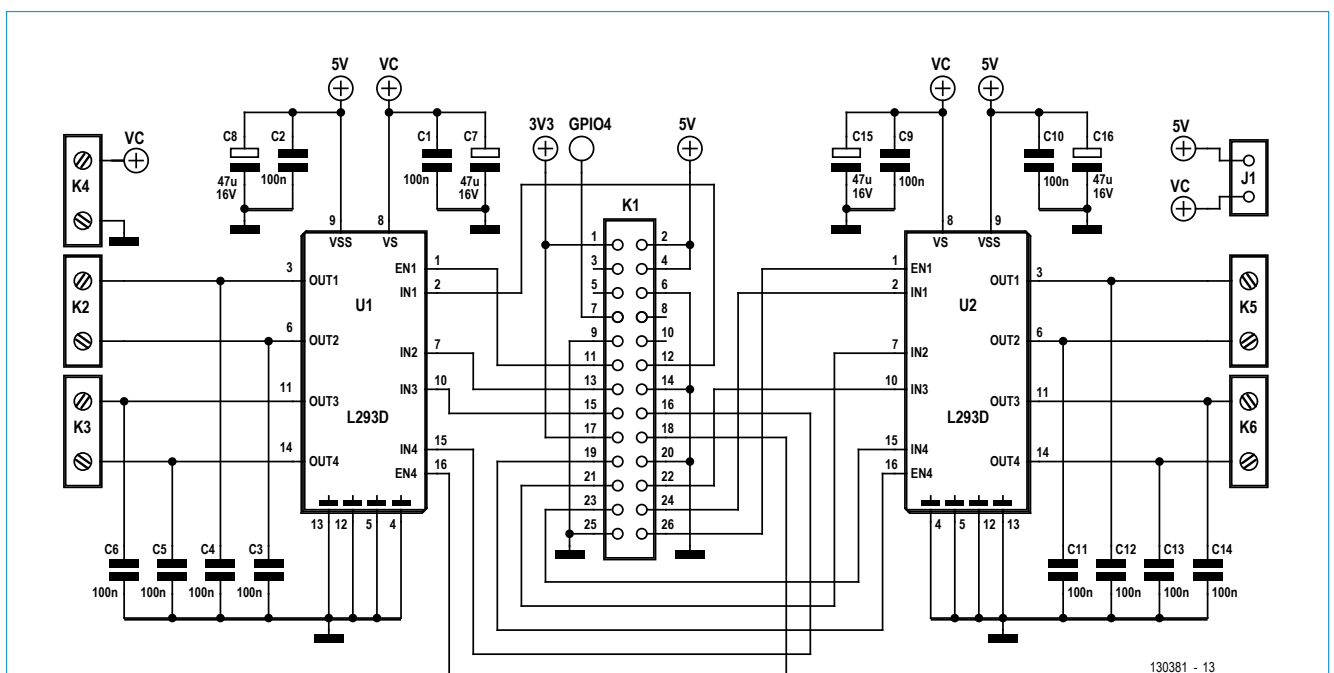 5V VC VC 5V
3V3 GPIO4 5V 5V
VC
C8 C2 C1 C7 C15 C9 C10 C16
K4 J1
47u 16V 100n 100n 47u 16V 47u 16V 100n 100n 47u 16V
VC
K1
9 8 8 9
VSS VS VS VSS
1 2
3 OUT1 EN1 1 3 4 1 EN1 OUT1 3
IN1 2 5 6 2 IN1
K2 U1 U2 K5
7 8
6 OUT2 9 10 OUT2 6
IN2 7 7 IN2
11 12
IN3 10 13 14 10 IN3
11 OUT3 15 16 OUT3 11
K3 L293D L293D K6
17 18
14 OUT4 IN4 15 19 20 15 IN4 OUT4 14
EN4 16 21 22 16 EN4
23 24
13 12 5 4 25 26 4 5 12 13
C6 C5 C4 C3 C11 C12 C13 C14
100n 100n 100n 100n 100n 100n 100n 100n
130381 - 13